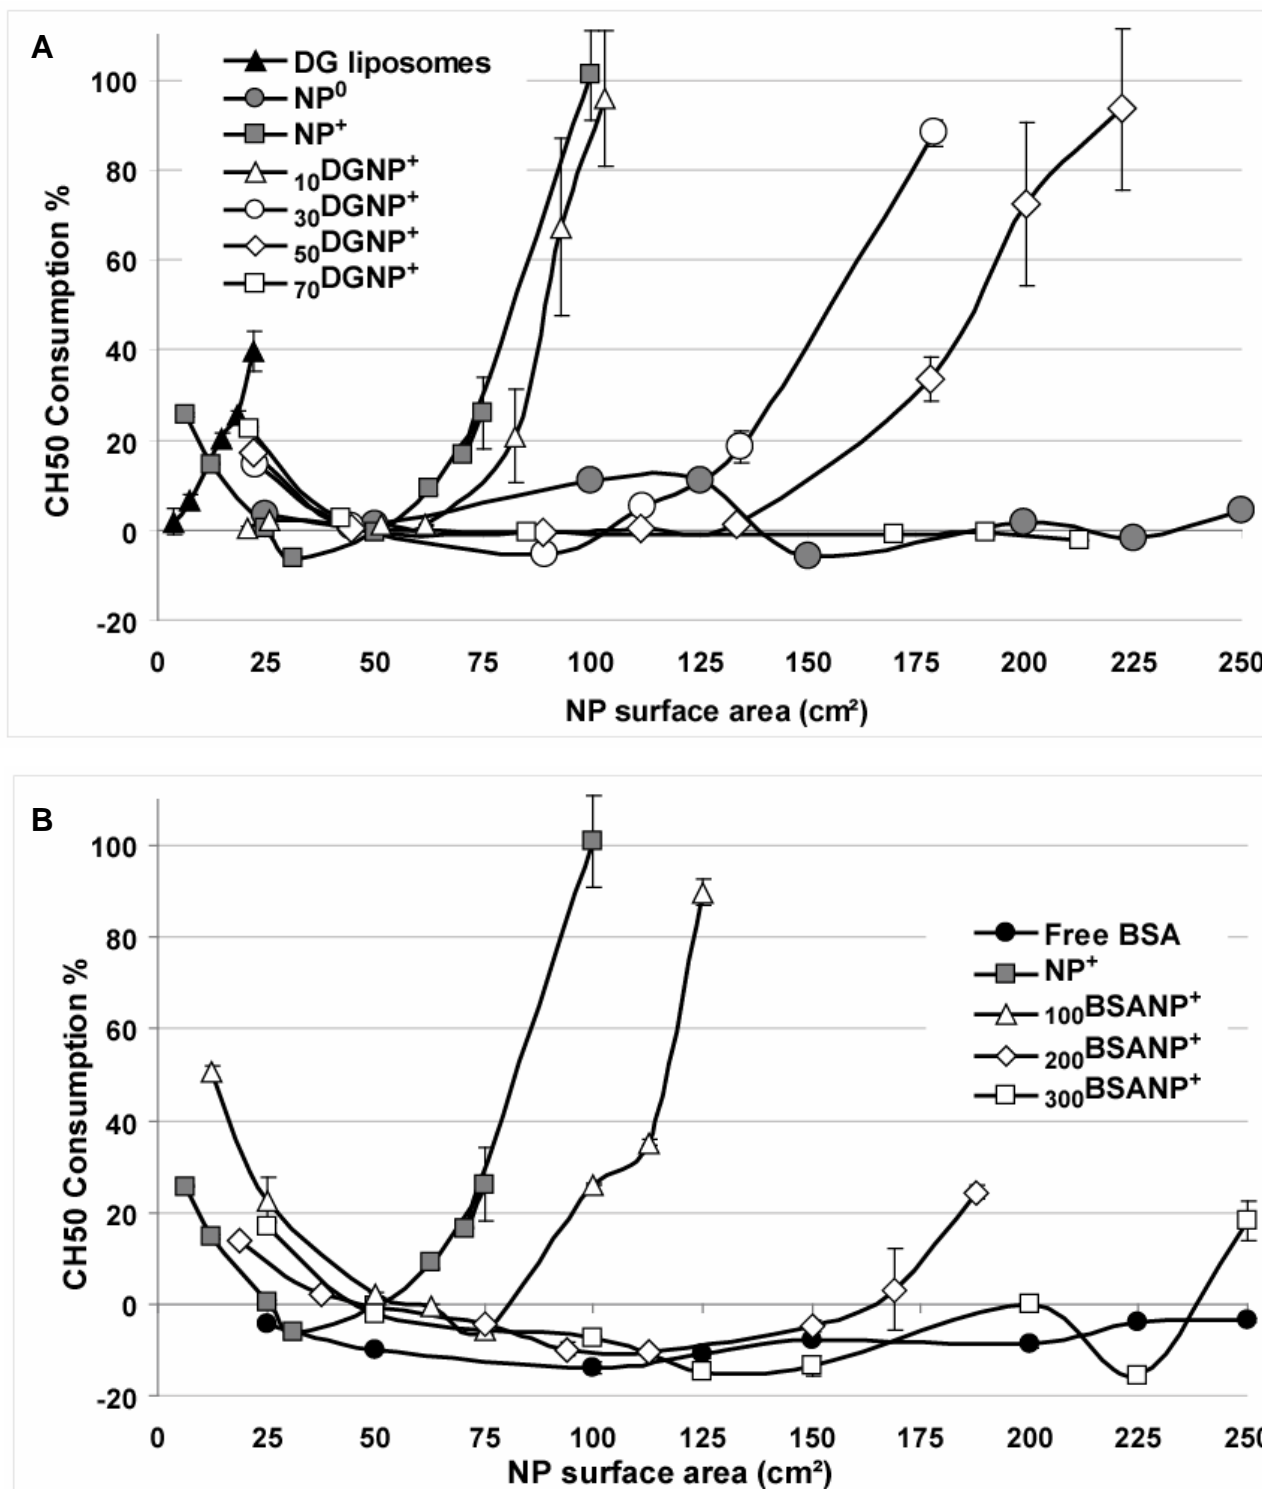 A
DG liposomes
NP⁰
NP⁺
₁₀DGNP⁺
₃₀DGNP⁺
₅₀DGNP⁺
₇₀DGNP⁺
CH50 Consumption %
100
80
60
40
20
0
-20
0 25 50 75 100 125 150 175 200 225 250
NP surface area (cm²)
B
Free BSA
NP⁺
₁₀₀BSANP⁺
₂₀₀BSANP⁺
₃₀₀BSANP⁺
CH50 Consumption %
100
80
60
40
20
0
-20
0 25 50 75 100 125 150 175 200 225 250
NP surface area (cm²)